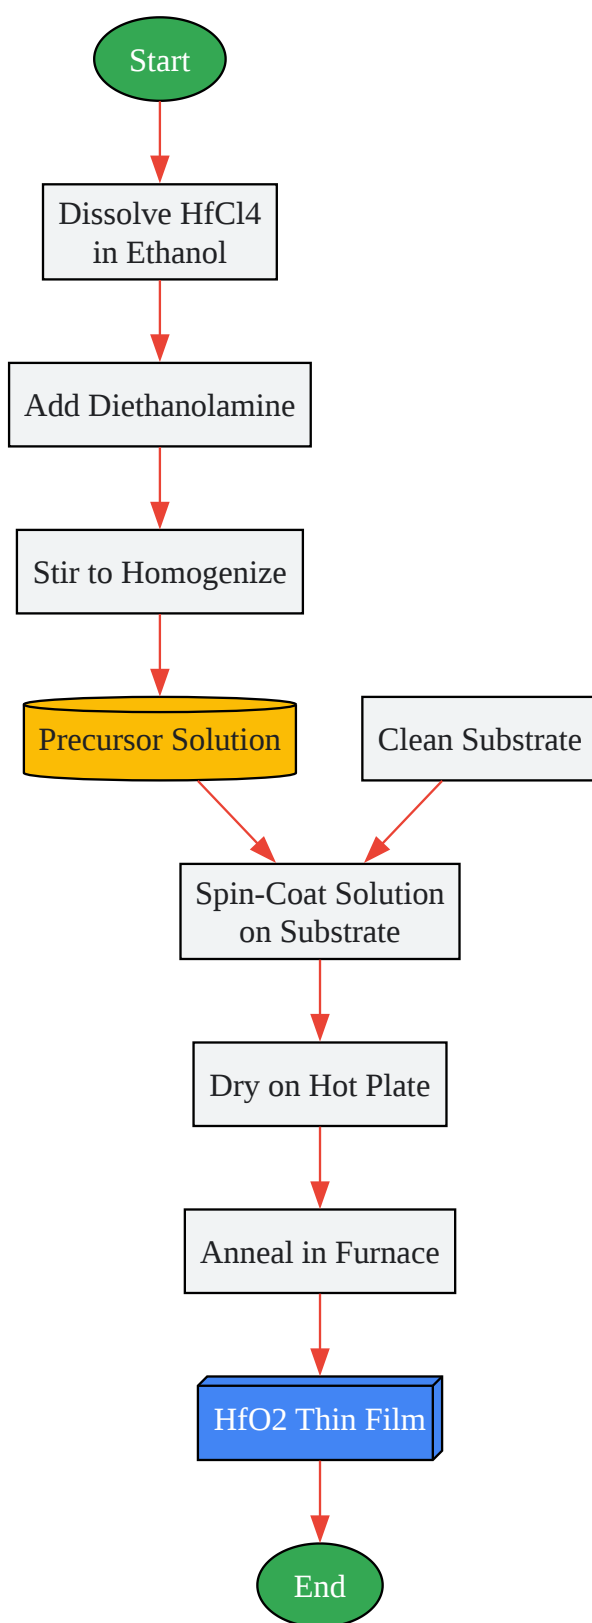 Start
Dissolve HfCl4
in Ethanol
Add Diethanolamine
Stir to Homogenize
Precursor Solution
Clean Substrate
Spin-Coat Solution
on Substrate
Dry on Hot Plate
Anneal in Furnace
HfO2 Thin Film
End